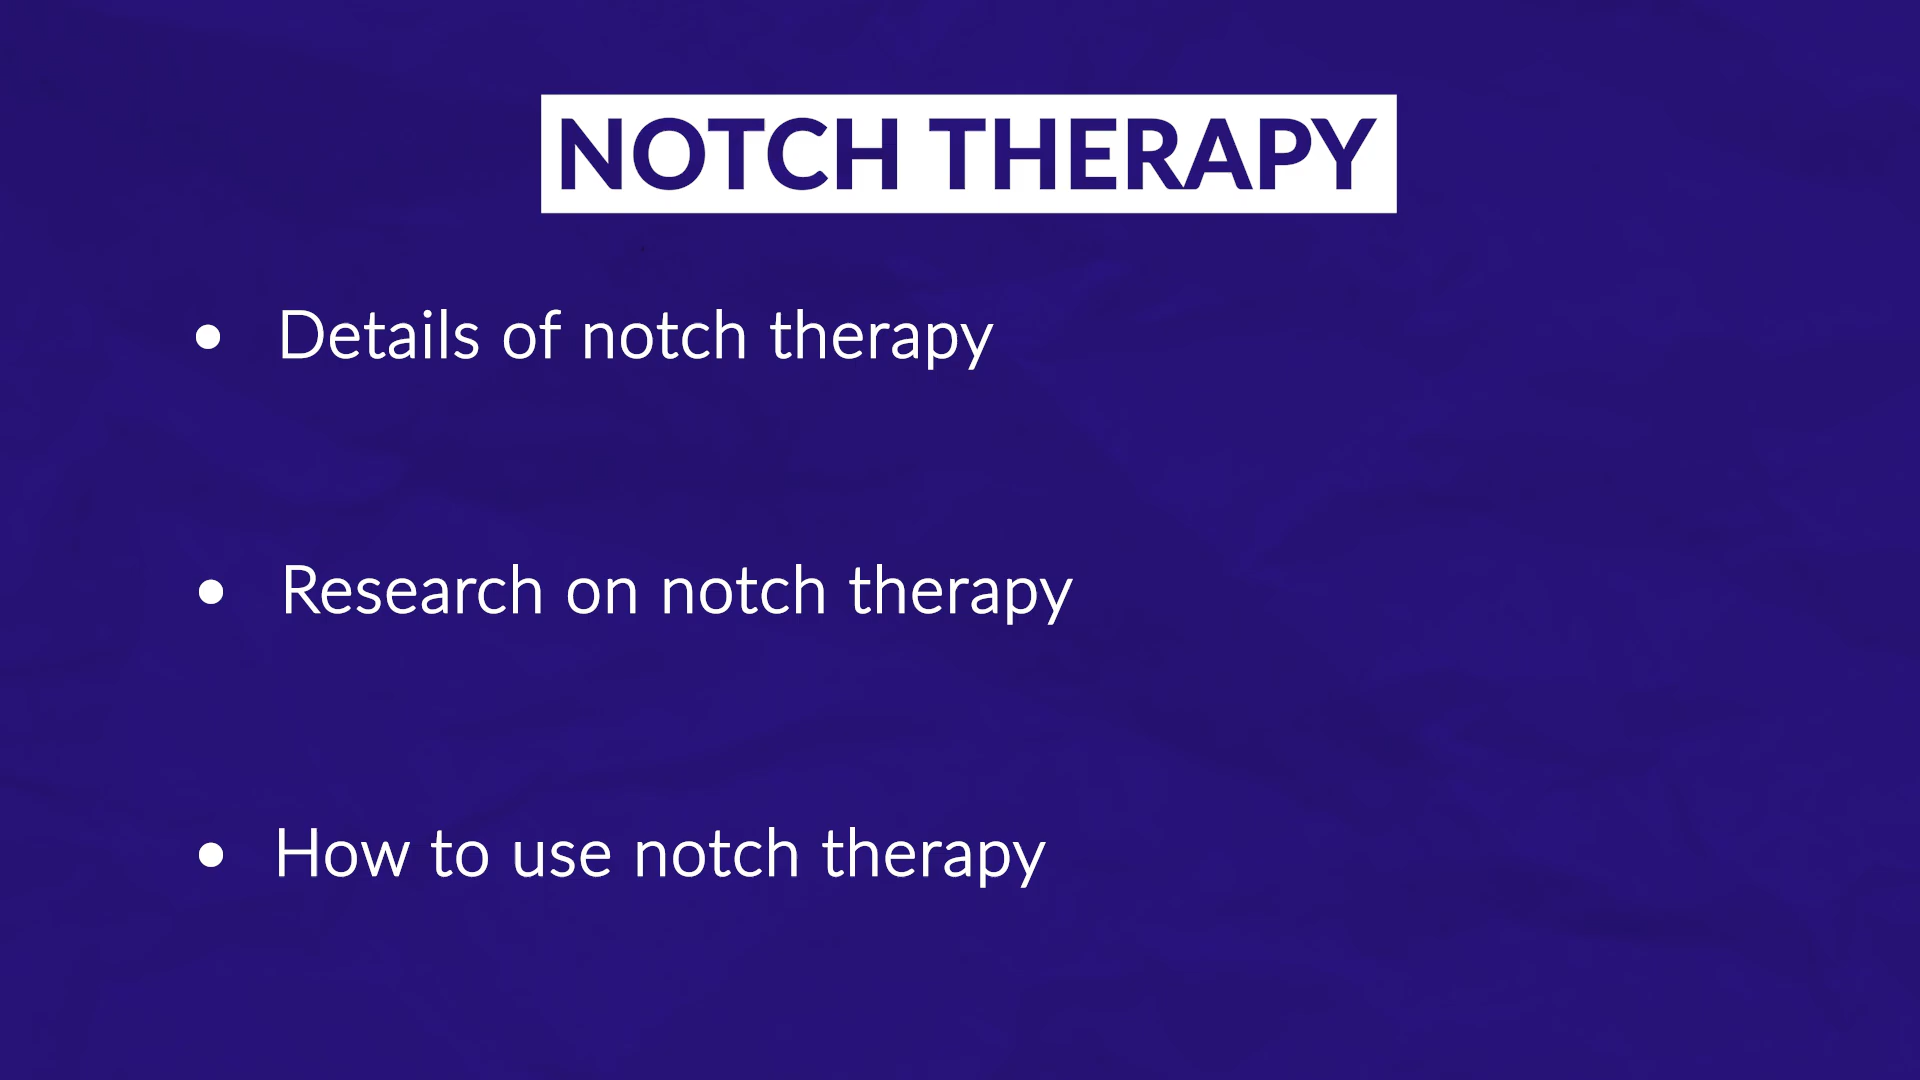 NOTCH THERAPY
• Details of notch therapy
• Research on notch therapy
• How to use notch therapy